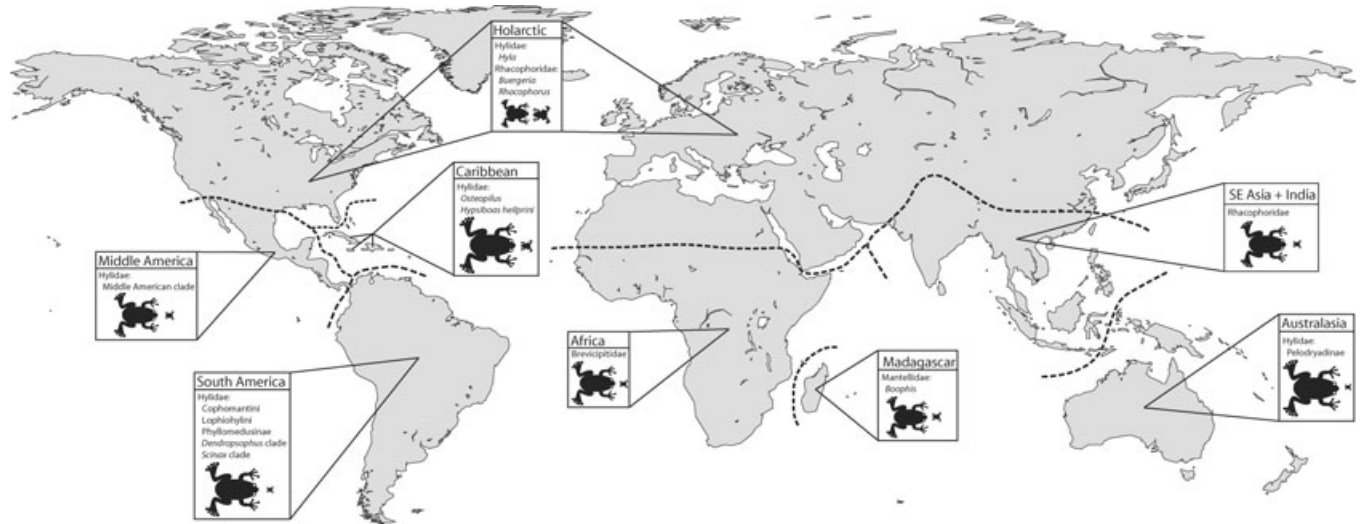 Holarctic
Hylidae:
Hyla
Rhacophoridae:
Buergeria
Rhacophorus
Caribbean
Hylidae:
Osteopilus
Hypsiboas heilprini
SE Asia + India
Rhacophoridae
Middle America
Hylidae:
Middle American clade
Africa
Brevicipitidae
Madagascar
Mantellidae:
Boophis
Australasia
Hylidae:
Pelodryadinae
South America
Hylidae:
Cophomantini
Lophiohylini
Phyllomedusinae
Dendropsophus clade
Scinax clade